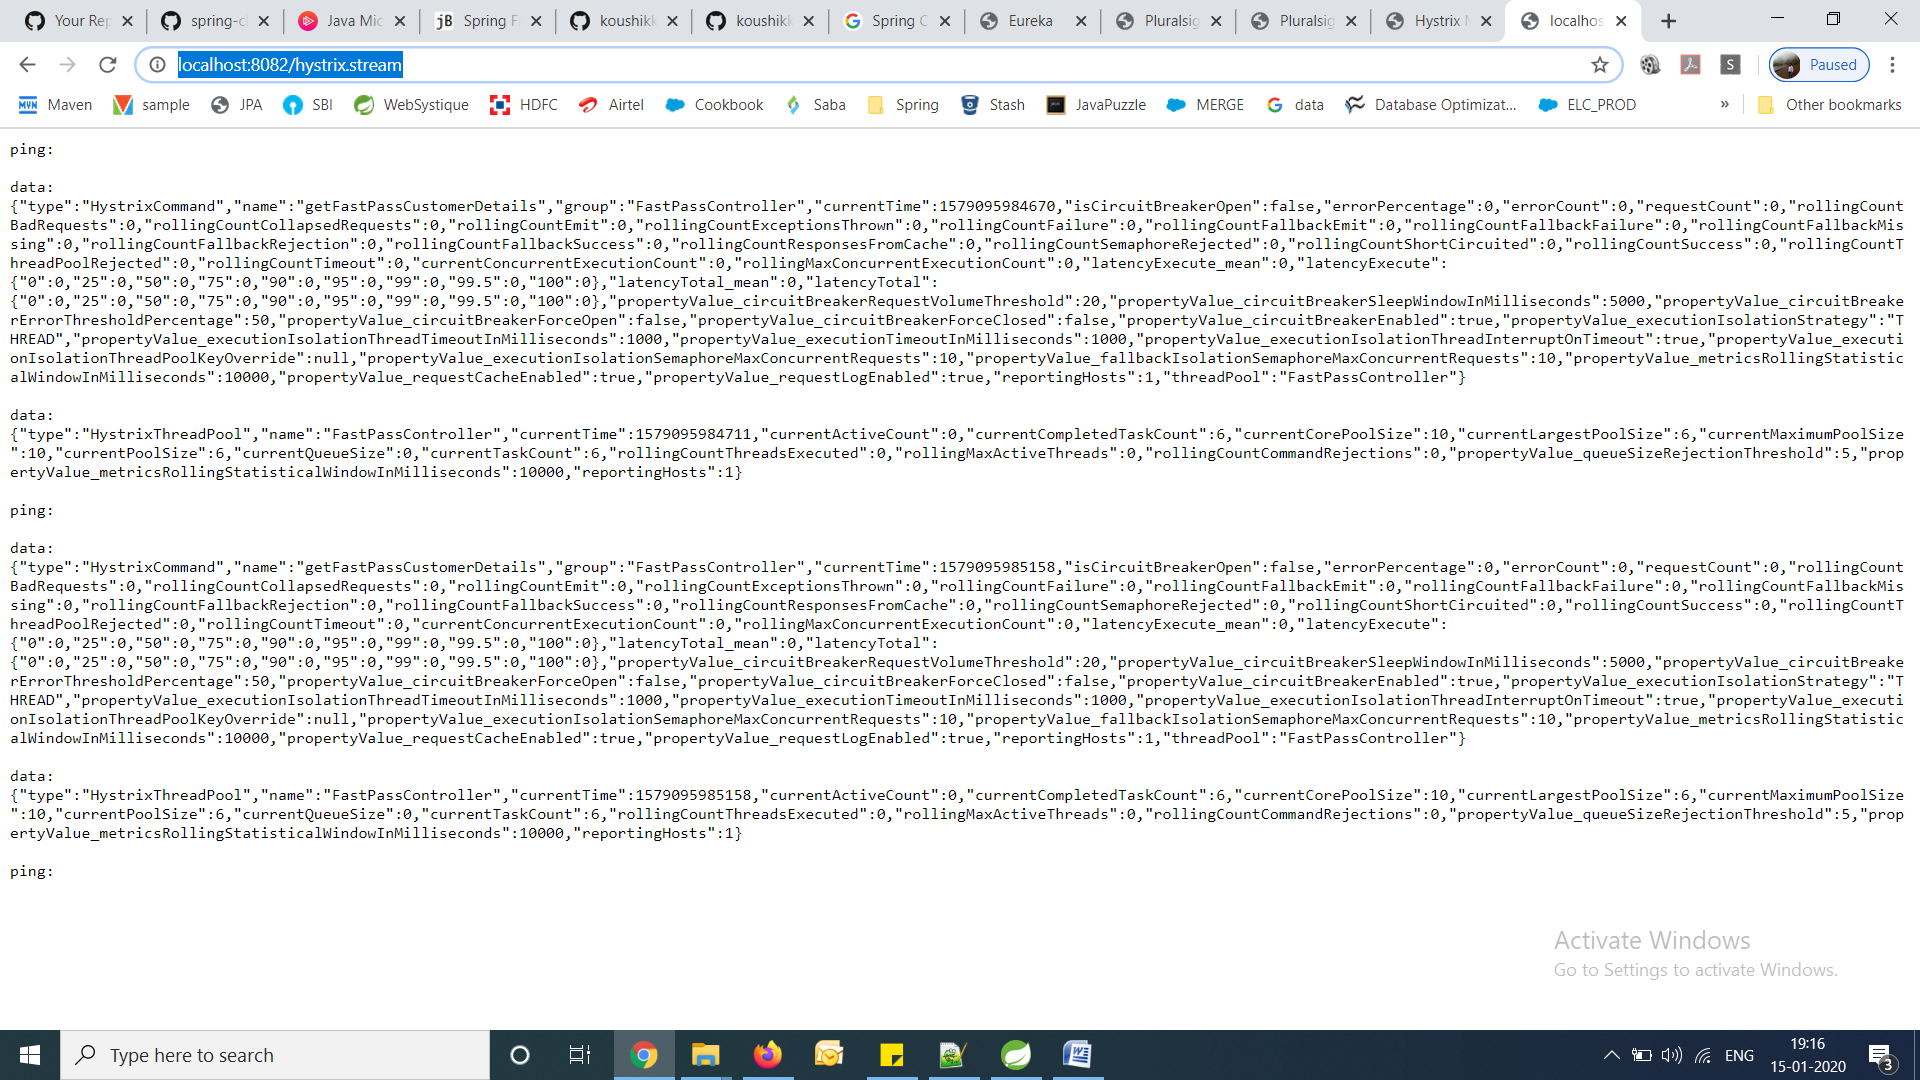 Your Rep
spring-cl
Java Mic
Spring F
koushikk
koushikk
Spring C
Eureka
Pluralsig
Pluralsig
Hystrix M
localhos
localhost:8082/hystrix.stream
S
Paused
Maven
sample
JPA
SBI
WebSystique
HDFC
Airtel
Cookbook
Saba
Spring
Stash
JavaPuzzle
MERGE
data
Database Optimizat...
ELC_PROD
»
Other bookmarks
ping:
data:
{"type":"HystrixCommand","name":"getFastPassCustomerDetails","group":"FastPassController","currentTime":1579095984670,"isCircuitBreakerOpen":false,"errorPercentage":0,"errorCount":0,"requestCount":0,"rollingCount
BadRequests":0,"rollingCountCollapsedRequests":0,"rollingCountEmit":0,"rollingCountExceptionsThrown":0,"rollingCountFailure":0,"rollingCountFallbackEmit":0,"rollingCountFallbackFailure":0,"rollingCountFallbackMis
sing":0,"rollingCountFallbackRejection":0,"rollingCountFallbackSuccess":0,"rollingCountResponsesFromCache":0,"rollingCountSemaphoreRejected":0,"rollingCountShortCircuited":0,"rollingCountSuccess":0,"rollingCountT
hreadPoolRejected":0,"rollingCountTimeout":0,"currentConcurrentExecutionCount":0,"rollingMaxConcurrentExecutionCount":0,"latencyExecute_mean":0,"latencyExecute":
{"0":0,"25":0,"50":0,"75":0,"90":0,"95":0,"99":0,"99.5":0,"100":0},"latencyTotal_mean":0,"latencyTotal":
{"0":0,"25":0,"50":0,"75":0,"90":0,"95":0,"99":0,"99.5":0,"100":0},"propertyValue_circuitBreakerRequestVolumeThreshold":20,"propertyValue_circuitBreakerSleepWindowInMilliseconds":5000,"propertyValue_circuitBreake
rErrorThresholdPercentage":50,"propertyValue_circuitBreakerForceOpen":false,"propertyValue_circuitBreakerForceClosed":false,"propertyValue_circuitBreakerEnabled":true,"propertyValue_executionIsolationStrategy":"T
HREAD","propertyValue_executionIsolationThreadTimeoutInMilliseconds":1000,"propertyValue_executionTimeoutInMilliseconds":1000,"propertyValue_executionIsolationThreadInterruptOnTimeout":true,"propertyValue_executi
onIsolationThreadPoolKeyOverride":null,"propertyValue_executionIsolationSemaphoreMaxConcurrentRequests":10,"propertyValue_fallbackIsolationSemaphoreMaxConcurrentRequests":10,"propertyValue_metricsRollingStatistic
alWindowInMilliseconds":10000,"propertyValue_requestCacheEnabled":true,"propertyValue_requestLogEnabled":true,"reportingHosts":1,"threadPool":"FastPassController"}
data:
{"type":"HystrixThreadPool","name":"FastPassController","currentTime":1579095984711,"currentActiveCount":0,"currentCompletedTaskCount":6,"currentCorePoolSize":10,"currentLargestPoolSize":6,"currentMaximumPoolSize
":10,"currentPoolSize":6,"currentQueueSize":0,"currentTaskCount":6,"rollingCountThreadsExecuted":0,"rollingMaxActiveThreads":0,"rollingCountCommandRejections":0,"propertyValue_queueSizeRejectionThreshold":5,"prop
ertyValue_metricsRollingStatisticalWindowInMilliseconds":10000,"reportingHosts":1}
ping:
data:
{"type":"HystrixCommand","name":"getFastPassCustomerDetails","group":"FastPassController","currentTime":1579095985158,"isCircuitBreakerOpen":false,"errorPercentage":0,"errorCount":0,"requestCount":0,"rollingCount
BadRequests":0,"rollingCountCollapsedRequests":0,"rollingCountEmit":0,"rollingCountExceptionsThrown":0,"rollingCountFailure":0,"rollingCountFallbackEmit":0,"rollingCountFallbackFailure":0,"rollingCountFallbackMis
sing":0,"rollingCountFallbackRejection":0,"rollingCountFallbackSuccess":0,"rollingCountResponsesFromCache":0,"rollingCountSemaphoreRejected":0,"rollingCountShortCircuited":0,"rollingCountSuccess":0,"rollingCountT
hreadPoolRejected":0,"rollingCountTimeout":0,"currentConcurrentExecutionCount":0,"rollingMaxConcurrentExecutionCount":0,"latencyExecute_mean":0,"latencyExecute":
{"0":0,"25":0,"50":0,"75":0,"90":0,"95":0,"99":0,"99.5":0,"100":0},"latencyTotal_mean":0,"latencyTotal":
{"0":0,"25":0,"50":0,"75":0,"90":0,"95":0,"99":0,"99.5":0,"100":0},"propertyValue_circuitBreakerRequestVolumeThreshold":20,"propertyValue_circuitBreakerSleepWindowInMilliseconds":5000,"propertyValue_circuitBreake
rErrorThresholdPercentage":50,"propertyValue_circuitBreakerForceOpen":false,"propertyValue_circuitBreakerForceClosed":false,"propertyValue_circuitBreakerEnabled":true,"propertyValue_executionIsolationStrategy":"T
HREAD","propertyValue_executionIsolationThreadTimeoutInMilliseconds":1000,"propertyValue_executionTimeoutInMilliseconds":1000,"propertyValue_executionIsolationThreadInterruptOnTimeout":true,"propertyValue_executi
onIsolationThreadPoolKeyOverride":null,"propertyValue_executionIsolationSemaphoreMaxConcurrentRequests":10,"propertyValue_fallbackIsolationSemaphoreMaxConcurrentRequests":10,"propertyValue_metricsRollingStatistic
alWindowInMilliseconds":10000,"propertyValue_requestCacheEnabled":true,"propertyValue_requestLogEnabled":true,"reportingHosts":1,"threadPool":"FastPassController"}
data:
{"type":"HystrixThreadPool","name":"FastPassController","currentTime":1579095985158,"currentActiveCount":0,"currentCompletedTaskCount":6,"currentCorePoolSize":10,"currentLargestPoolSize":6,"currentMaximumPoolSize
":10,"currentPoolSize":6,"currentQueueSize":0,"currentTaskCount":6,"rollingCountThreadsExecuted":0,"rollingMaxActiveThreads":0,"rollingCountCommandRejections":0,"propertyValue_queueSizeRejectionThreshold":5,"prop
ertyValue_metricsRollingStatisticalWindowInMilliseconds":10000,"reportingHosts":1}
ping:
Activate Windows
Go to Settings to activate Windows.
Type here to search
ENG
19:16
15-01-2020
3